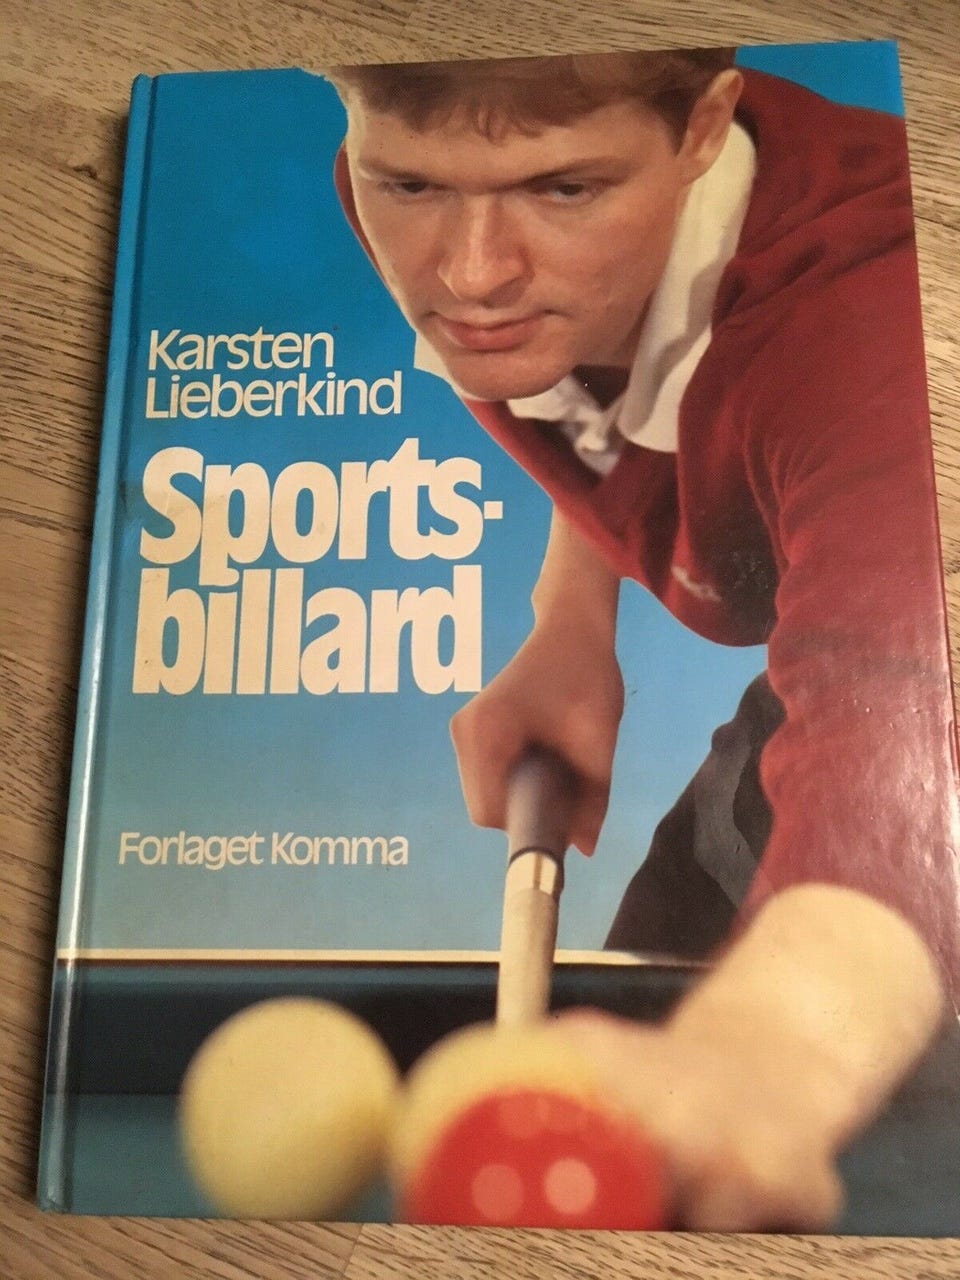 Karsten
Lieberkind
Sports-
billard
Forlaget Komma